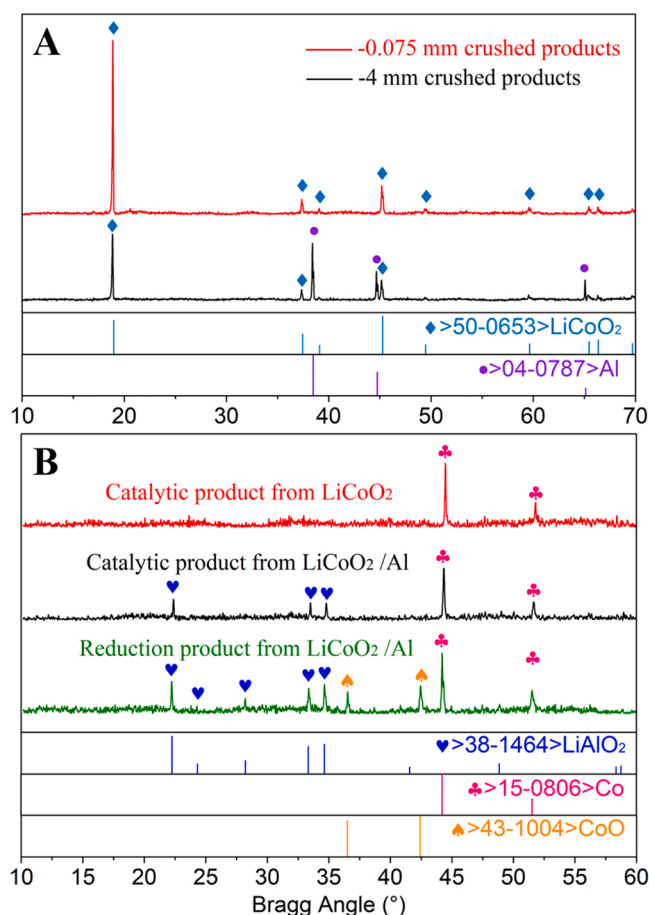 A
-0.075 mm crushed products
-4 mm crushed products
>50-0653>LiCoO₂
>04-0787>Al
10 20 30 40 50 60 70
B
Catalytic product from LiCoO₂
Catalytic product from LiCoO₂ /Al
Reduction product from LiCoO₂ /Al
>38-1464>LiAlO₂
>15-0806>Co
>43-1004>CoO
10 15 20 25 30 35 40 45 50 55 60
Bragg Angle (°)